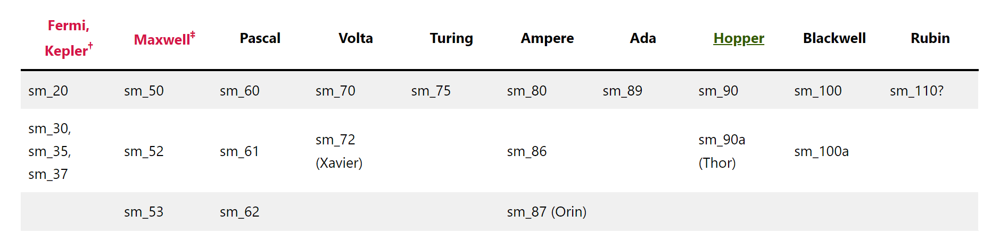 Fermi,
Kepler†
Maxwell‡
Pascal
Volta
Turing
Ampere
Ada
Hopper
Blackwell
Rubin
sm_20
sm_50
sm_60
sm_70
sm_75
sm_80
sm_89
sm_90
sm_100
sm_110?
sm_30,
sm_35,
sm_37
sm_52
sm_61
sm_72
(Xavier)
sm_86
sm_90a
(Thor)
sm_100a
sm_53
sm_62
sm_87 (Orin)